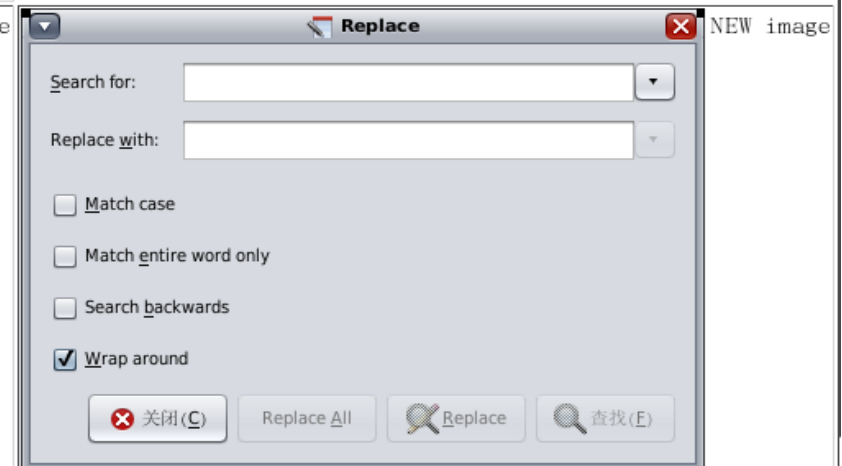 e
Replace
NEW image
Search for:
Replace with:
Match case
Match entire word only
Search backwards
Wrap around
关闭(C) Replace All Replace 查找(F)